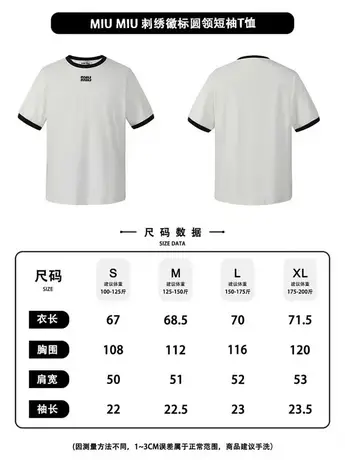 MIU MIU 刺绣徽标圆领短袖T恤
尺码数据
SIZE DATA
尺码 S M L XL
SIZE 建议体重 建议体重 建议体重 建议体重
100-125斤 125-150斤 150-175斤 175-200斤
衣长 67 68.5 70 71.5
胸围 108 112 116 120
肩宽 50 51 52 53
袖长 22 22.5 23 23.5
(因测量方法不同，1~3CM误差属于正常范围，商品建议手洗)